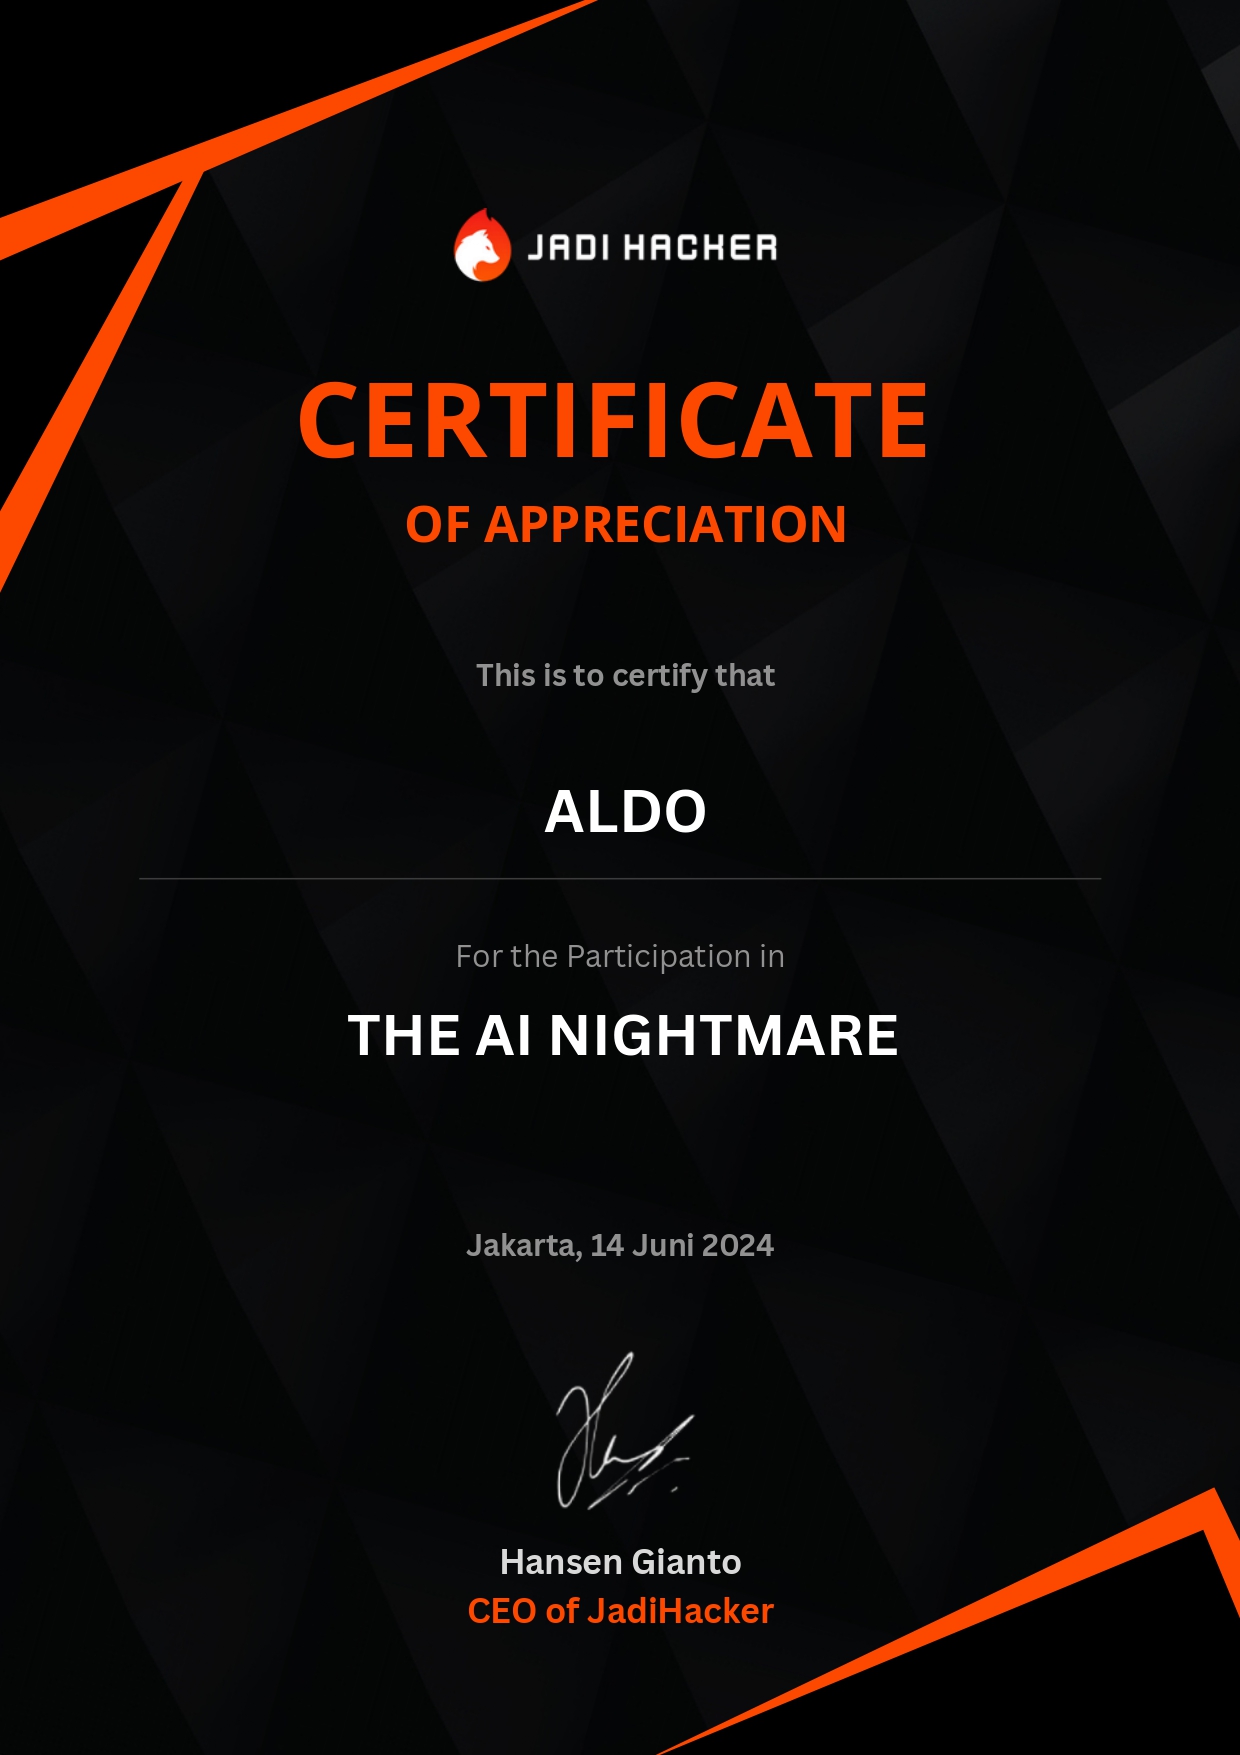 JADI HACKER
CERTIFICATE
OF APPRECIATION
This is to certify that
ALDO
For the Participation in
THE AI NIGHTMARE
Jakarta, 14 Juni 2024
Hansen Gianto
CEO of JadiHacker